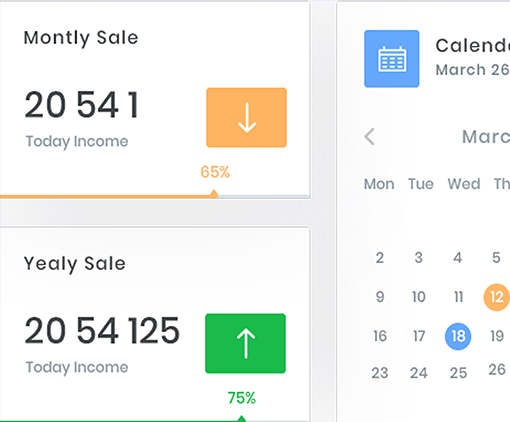 Montly Sale
20 54 1
Today Income
65%
Yealy Sale
20 54 125
Today Income
75%
Calend
March 26
Marc
Mon Tue Wed Th
2 3 4 5
9 10 11 12
16 17 18 19
23 24 25 26